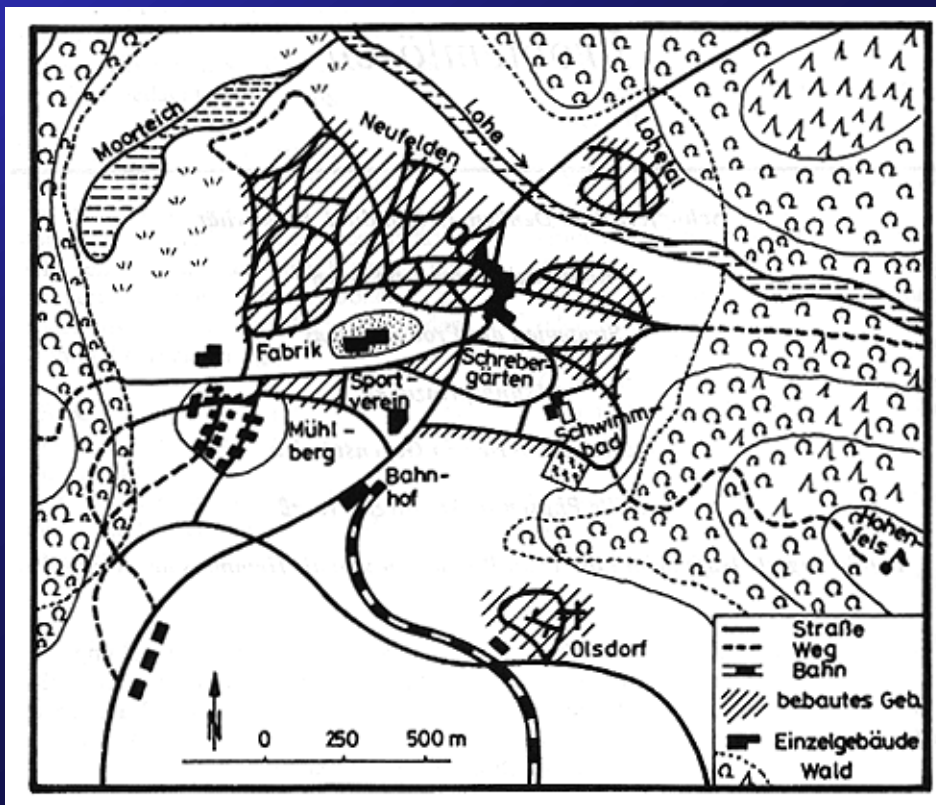 Moorteich
Neufelden
Lohe
Lohetal
Fabrik
Sport-
verein
Schreber-
gärten
Schwimm-
bad
Mühl-
berg
Bahn-
hof
Hohen-
fels
Olsdorf
N
0 250 500 m
Straße
Weg
Bahn
bebautes Geb.
Einzelgebäude
Wald